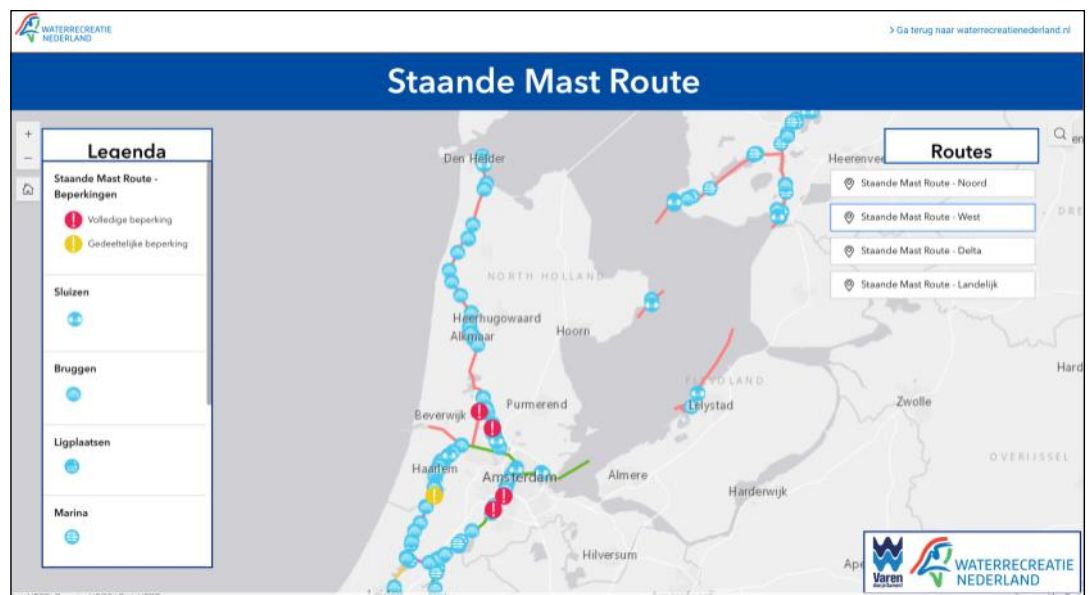 WATERRECREATIE
NEDERLAND
Ga terug naar waterrecreatienederland.nl
Staande Mast Route
+
−
Legenda
Staande Mast Route -
Beperkingen
Volledige beperking
Gedeeltelijke beperking
Sluizen
Bruggen
Ligplaatsen
Marina
Routes
Staande Mast Route - Noord
Staande Mast Route - West
Staande Mast Route - Delta
Staande Mast Route - Landelijk
Den Helder
NORTH HOLLAND
Heerhugowaard
Alkmaar
Hoorn
FLEVOLAND
Lelystad
Zwolle
Hard
Purmerend
Beverwijk
OVERIJSSEL
Haarlem
Amsterdam
Almere
Harderwijk
Hilversum
Varen
WATERRECREATIE
NEDERLAND